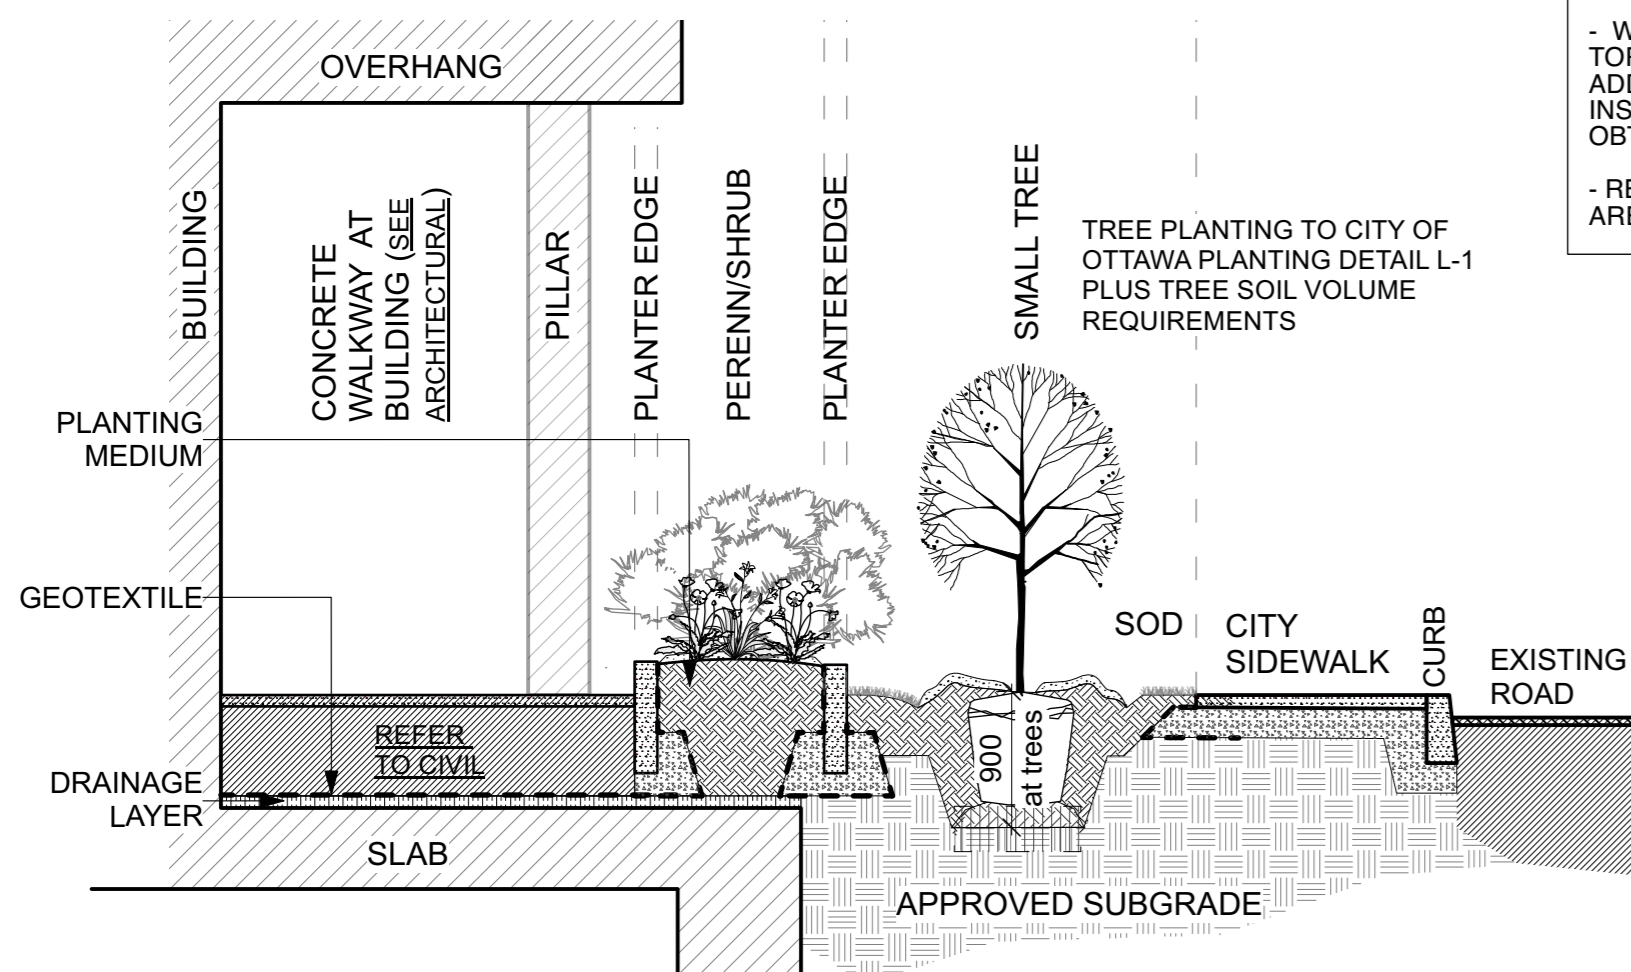 OVERHANG
BUILDING
CONCRETE
WALKWAY AT
BUILDING (SEE
ARCHITECTURAL)
PILLAR
PLANTER EDGE
PERENN/SHRUB
PLANTER EDGE
SMALL TREE
TREE PLANTING TO CITY OF
OTTAWA PLANTING DETAIL L-1
PLUS TREE SOIL VOLUME
REQUIREMENTS
PLANTING
MEDIUM
GEOTEXTILE
DRAINAGE
LAYER
REFER
TO CIVIL
SLAB
900
at trees
SOD
CITY
SIDEWALK
CURB
EXISTING
ROAD
APPROVED SUBGRADE